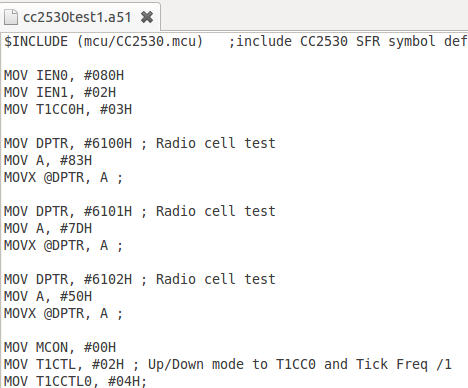 cc2530test1.a51
$INCLUDE (mcu/CC2530.mcu) ;include CC2530 SFR symbol def
MOV IEN0, #080H
MOV IEN1, #02H
MOV T1CC0H, #03H
MOV DPTR, #6100H ; Radio cell test
MOV A, #83H
MOVX @DPTR, A ;
MOV DPTR, #6101H ; Radio cell test
MOV A, #7DH
MOVX @DPTR, A ;
MOV DPTR, #6102H ; Radio cell test
MOV A, #50H
MOVX @DPTR, A ;
MOV MCON, #00H
MOV T1CTL, #02H ; Up/Down mode to T1CC0 and Tick Freq /1
MOV T1CCTL0, #04H;